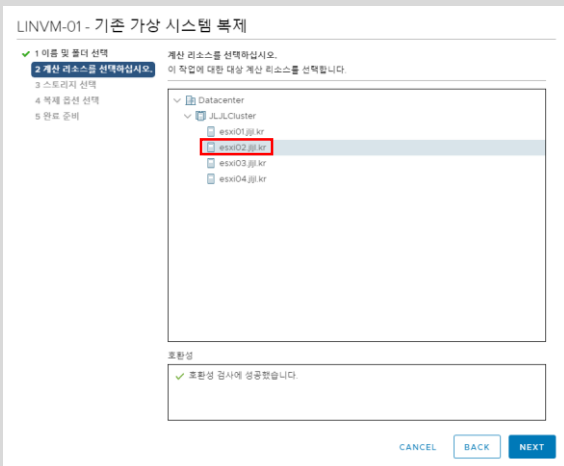 LINVM-01 - 기존 가상 시스템 복제
1 이름 및 폴더 선택
2 계산 리소스를 선택하십시오.
3 스토리지 선택
4 복제 옵션 선택
5 완료 준비
계산 리소스를 선택하십시오.
이 작업에 대한 대상 계산 리소스를 선택합니다.
Datacenter
JLJLCluster
esxi01.jljl.kr
esxi02.jljl.kr
esxi03.jljl.kr
esxi04.jljl.kr
호환성
호환성 검사에 성공했습니다.
CANCEL BACK NEXT